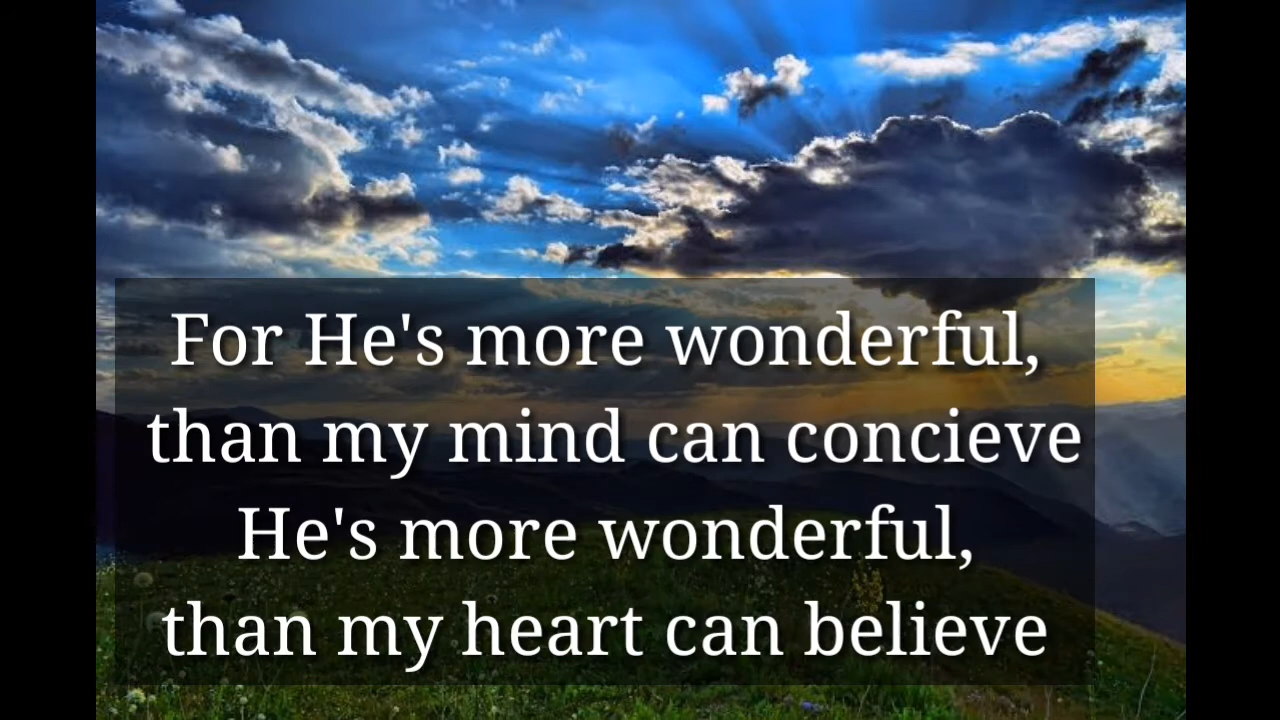 For He's more wonderful,
than my mind can concieve
He's more wonderful,
than my heart can believe